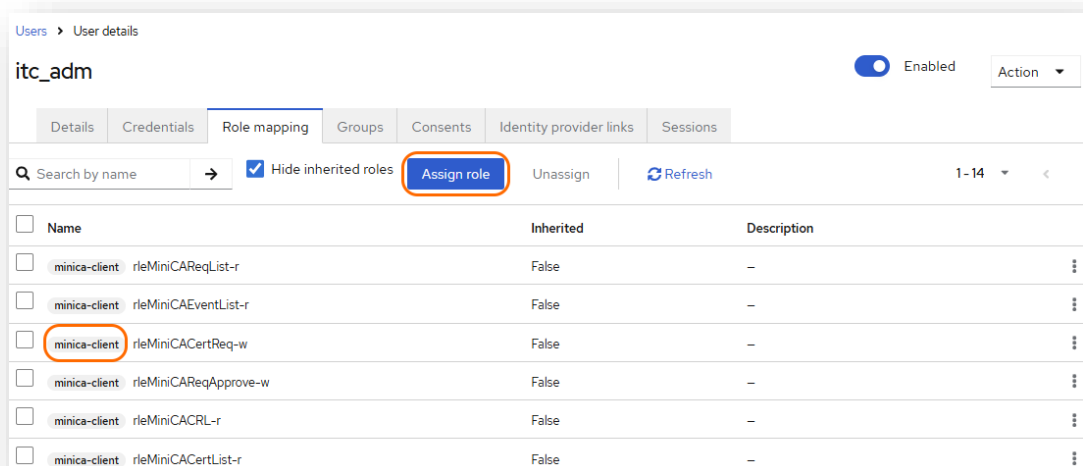 Users > User details
itc_adm
Enabled
Action
Details Credentials Role mapping Groups Consents Identity provider links Sessions
Search by name Hide inherited roles Assign role Unassign Refresh 1-14
Name Inherited Description
minica-client rleMiniCAReqList-r False –
minica-client rleMiniCAEventList-r False –
minica-client rleMiniCACertReq-w False –
minica-client rleMiniCAReqApprove-w False –
minica-client rleMiniCACRL-r False –
minica-client rleMiniCACertList-r False –